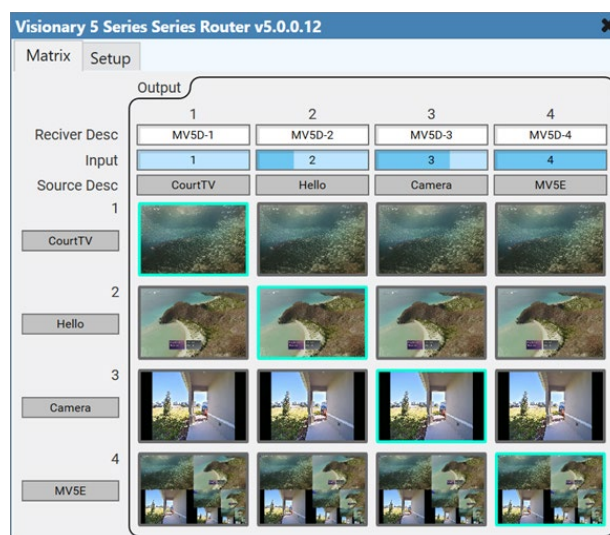 Visionary 5 Series Series Router v5.0.0.12
Matrix Setup
Output
1 2 3 4
Reciver Desc MV5D-1 MV5D-2 MV5D-3 MV5D-4
Input 1 2 3 4
Source Desc CourtTV Hello Camera MV5E
1
CourtTV
2
Hello
3
Camera
4
MV5E